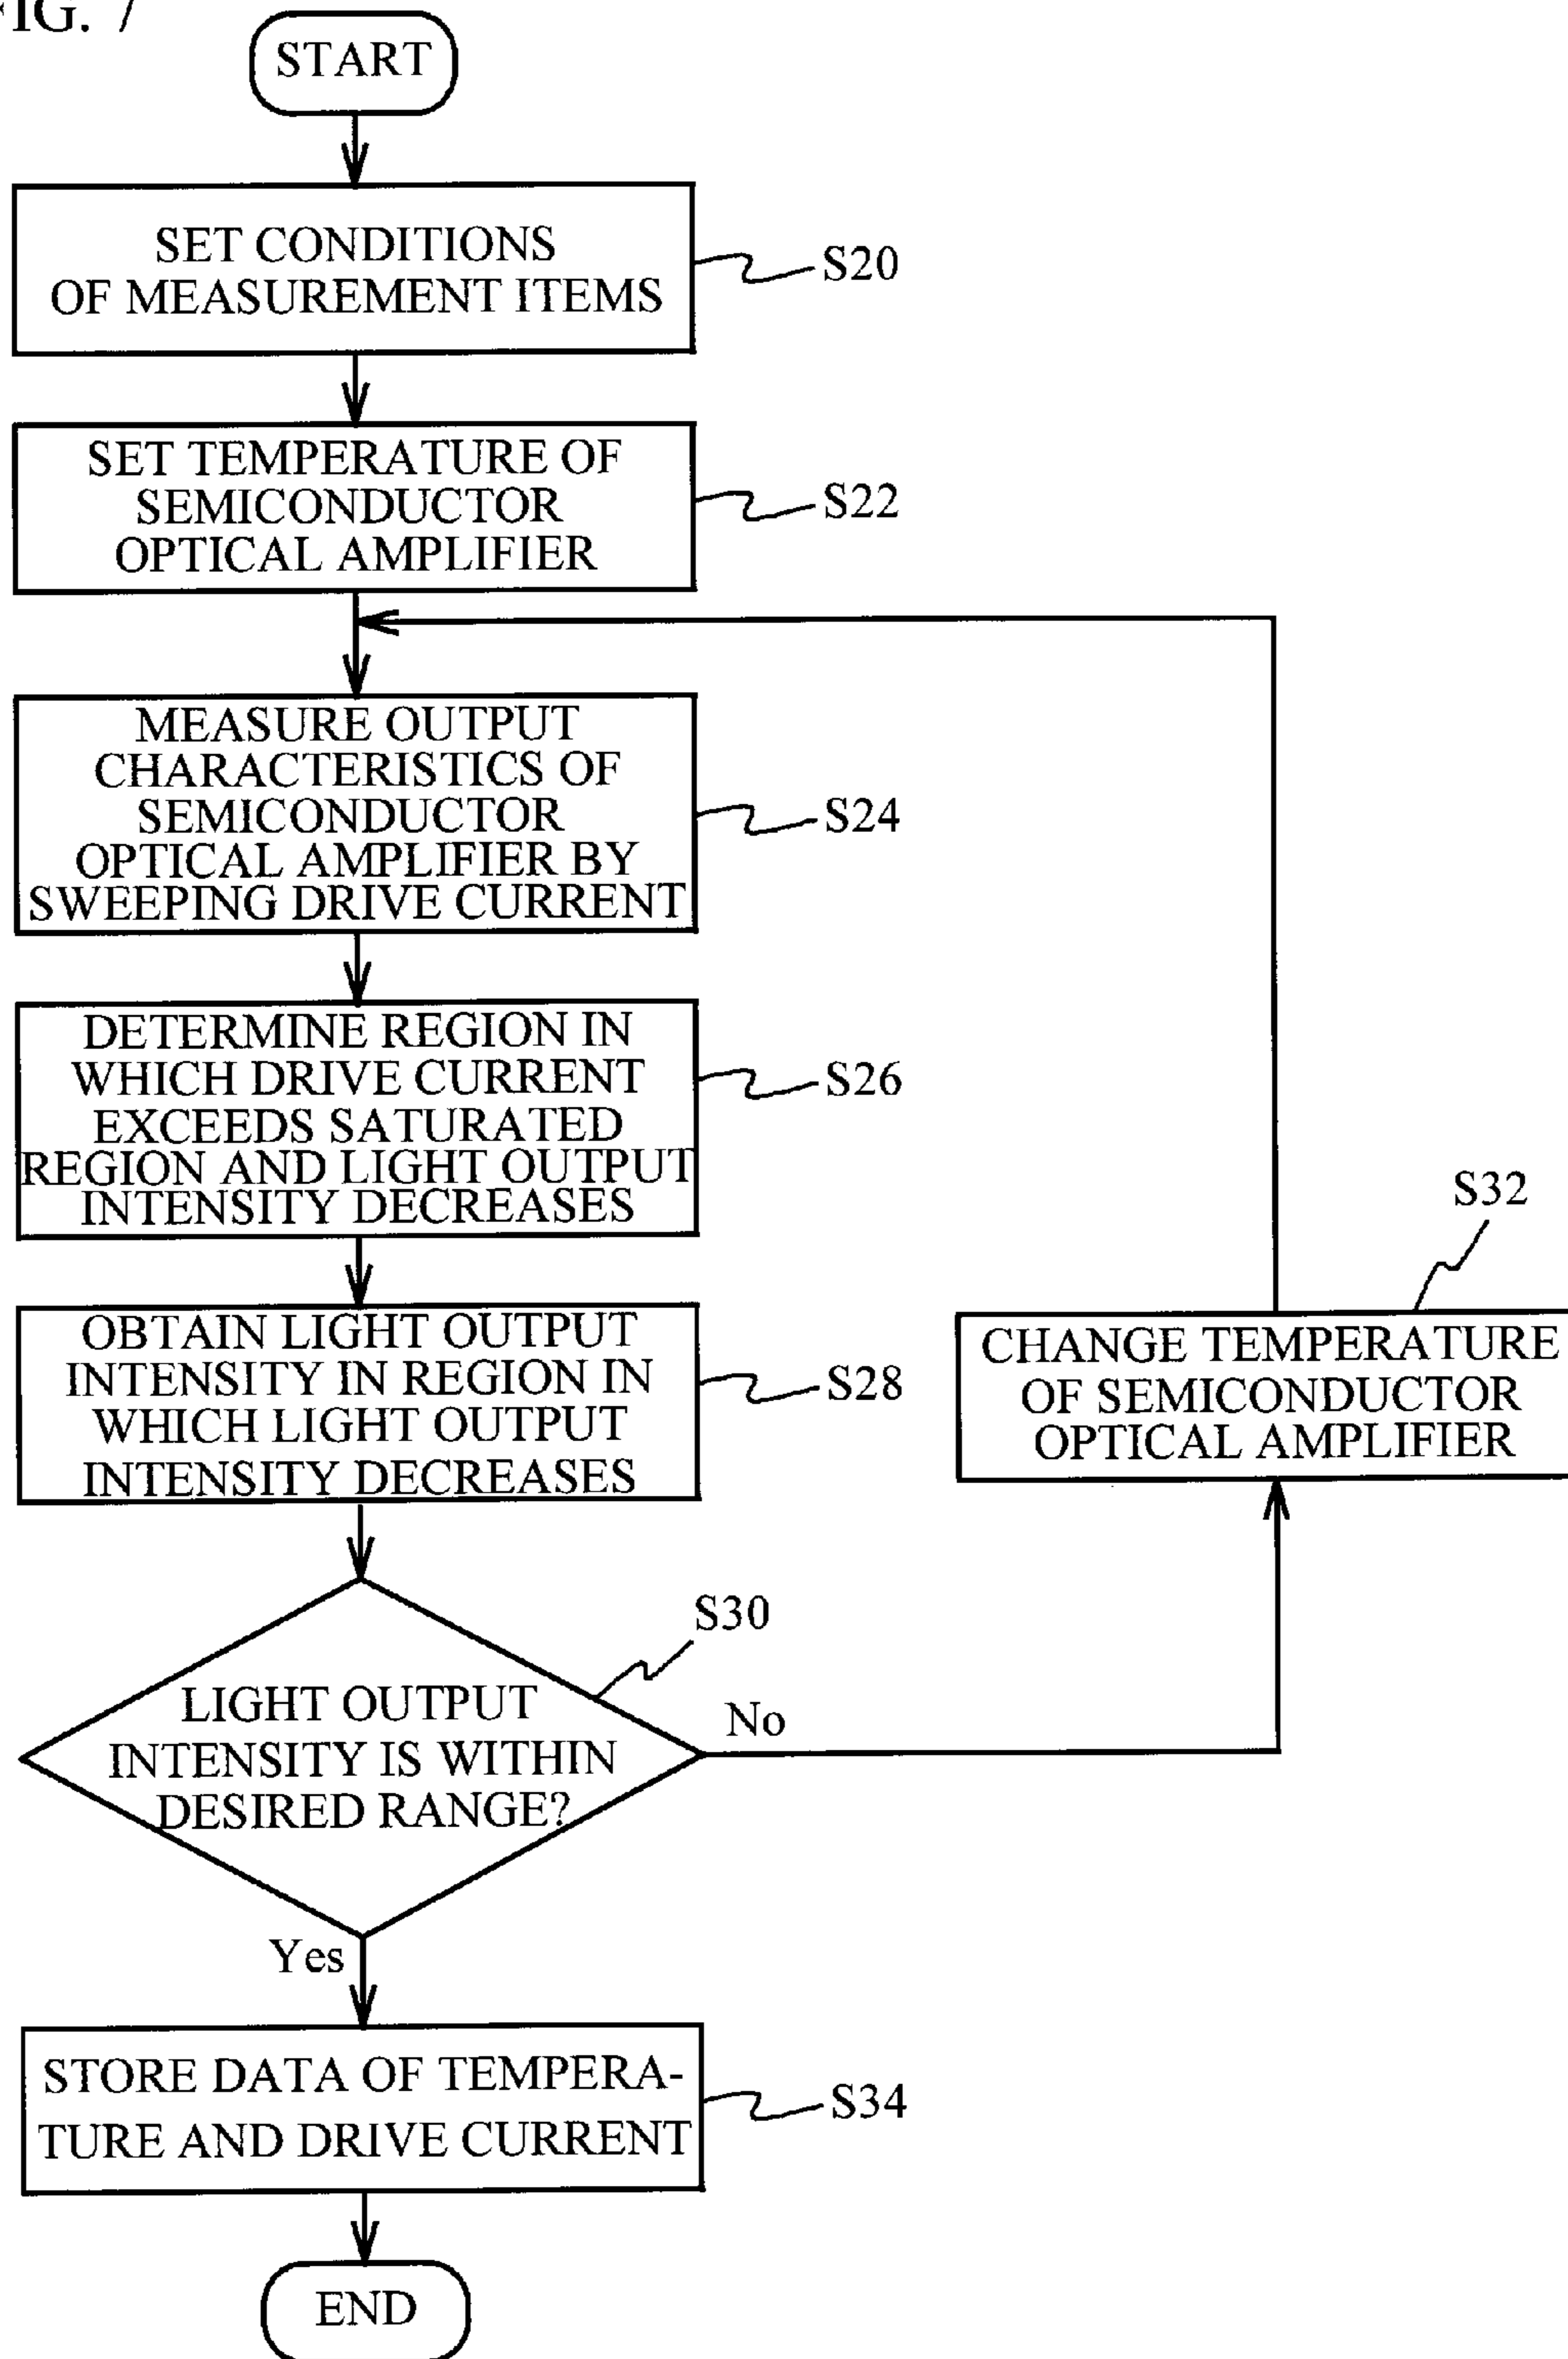 FIG. 7
START
SET CONDITIONS
OF MEASUREMENT ITEMS
S20
SET TEMPERATURE OF
SEMICONDUCTOR
OPTICAL AMPLIFIER
S22
MEASURE OUTPUT
CHARACTERISTICS OF
SEMICONDUCTOR
OPTICAL AMPLIFIER BY
SWEEPING DRIVE CURRENT
S24
DETERMINE REGION IN
WHICH DRIVE CURRENT
EXCEEDS SATURATED
REGION AND LIGHT OUTPUT
INTENSITY DECREASES
S26
OBTAIN LIGHT OUTPUT
INTENSITY IN REGION IN
WHICH LIGHT OUTPUT
INTENSITY DECREASES
S28
S32
CHANGE TEMPERATURE
OF SEMICONDUCTOR
OPTICAL AMPLIFIER
S30
LIGHT OUTPUT
INTENSITY IS WITHIN
DESIRED RANGE?
No
Yes
STORE DATA OF TEMPERA-
TURE AND DRIVE CURRENT
S34
END